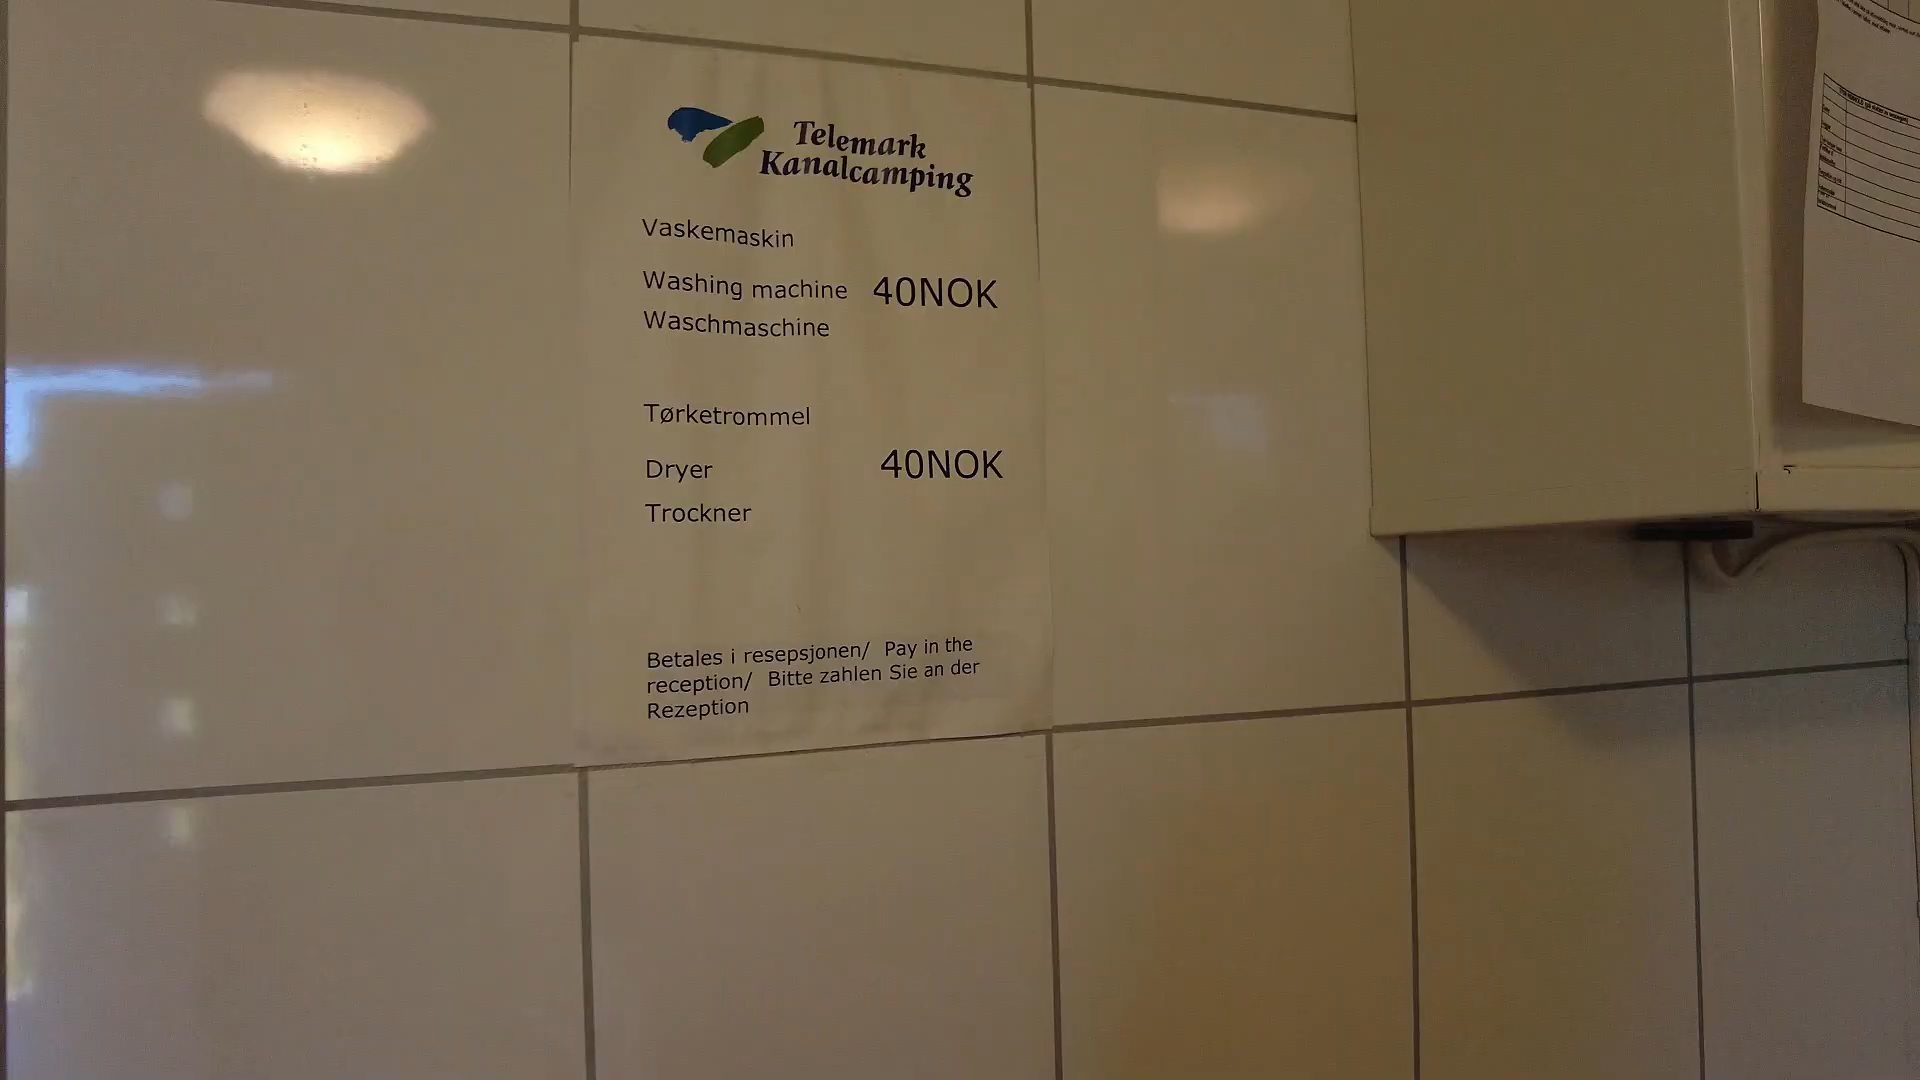 Telemark
Kanalcamping
Vaskemaskin
Washing machine 40NOK
Waschmaschine
Tørketrommel
Dryer 40NOK
Trockner
Betales i resepsjonen/ Pay in the
reception/ Bitte zahlen Sie an der
Rezeption